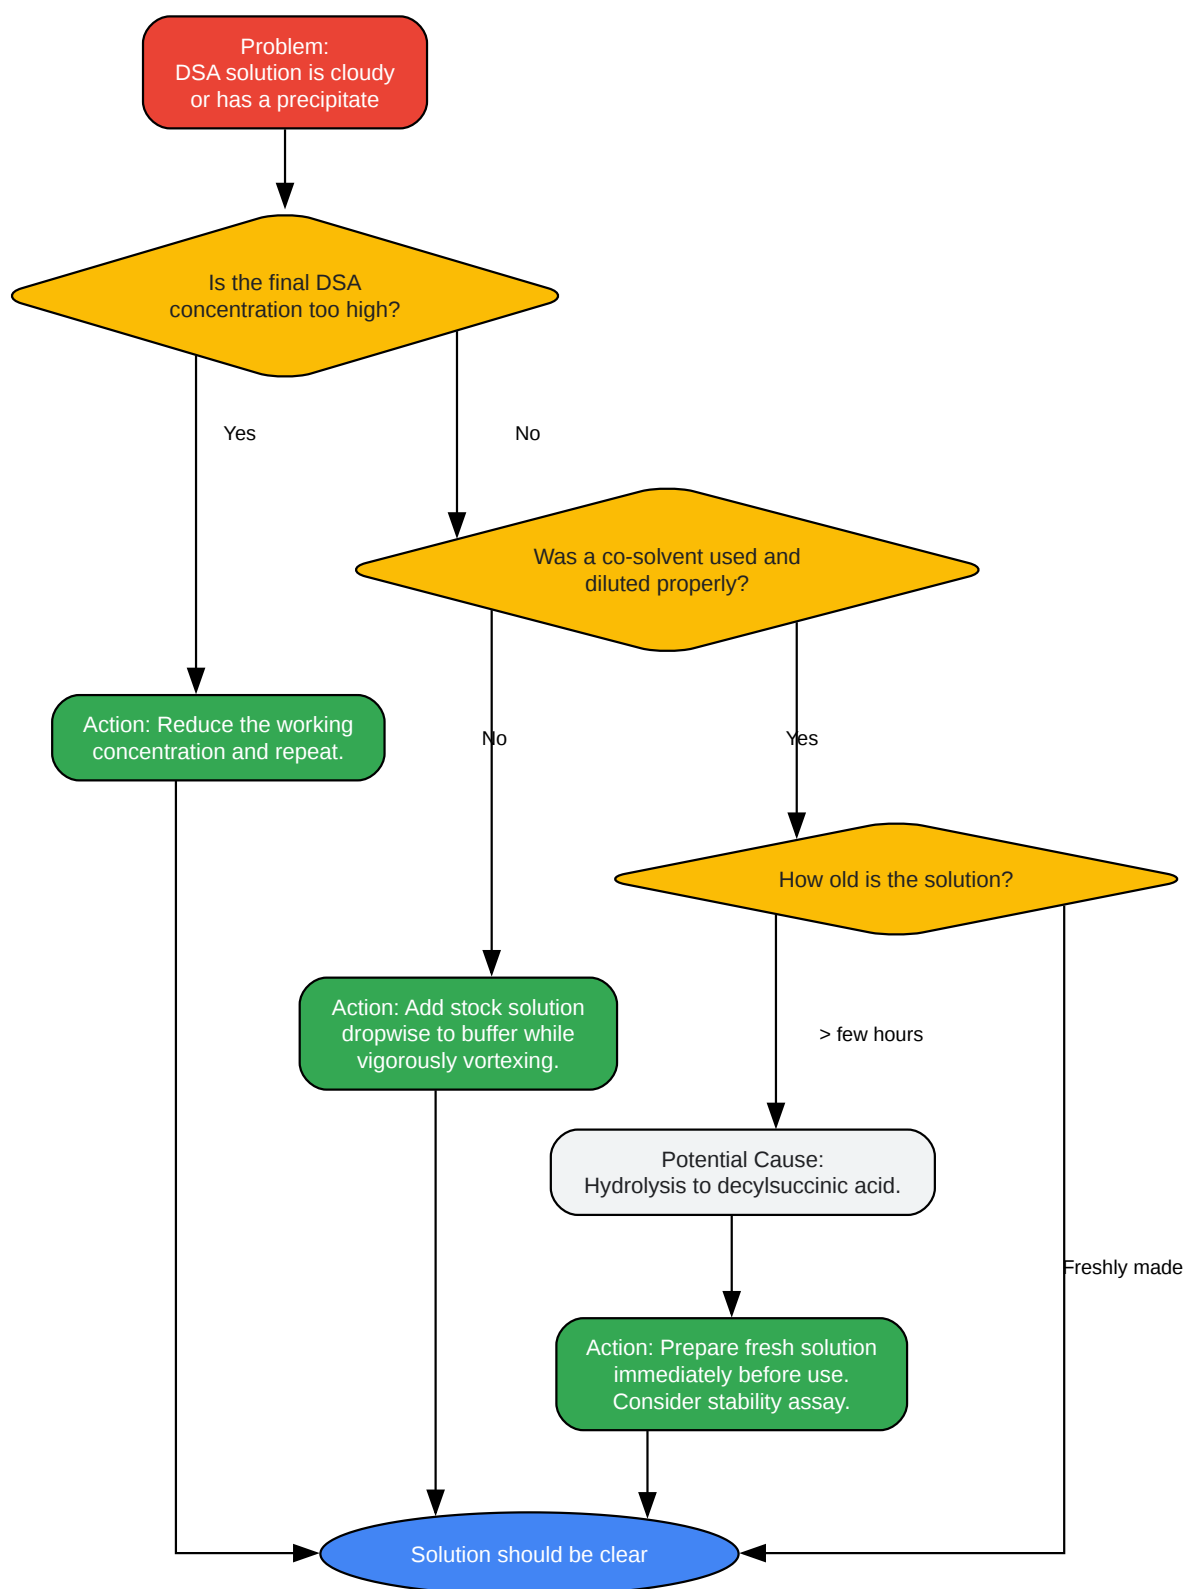 Problem:
DSA solution is cloudy
or has a precipitate
Is the final DSA
concentration too high?
Yes
No
Was a co-solvent used and
diluted properly?
Action: Reduce the working
concentration and repeat.
No
Yes
How old is the solution?
Action: Add stock solution
dropwise to buffer while
vigorously vortexing.
> few hours
Potential Cause:
Hydrolysis to decylsuccinic acid.
Freshly made
Action: Prepare fresh solution
immediately before use.
Consider stability assay.
Solution should be clear